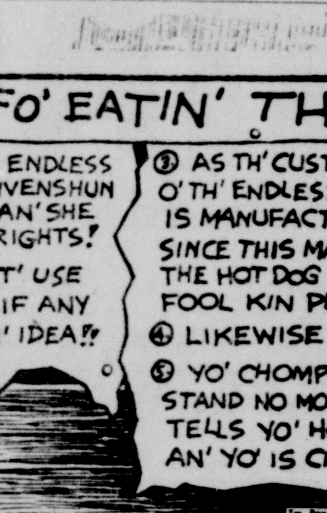 FO' EATIN' TH
ENDLESS
VENSHUN
AN' SHE
RIGHTS!
T' USE
IF ANY
' IDEA!!
③ AS TH' CUST
O' TH' ENDLES
IS MANUFACT
SINCE THIS MA
THE HOT DOG
FOOL KIN P
④ LIKEWISE
⑤ YO' CHOMP
STAND NO MO
TELLS YO' H
AN' YO' IS C